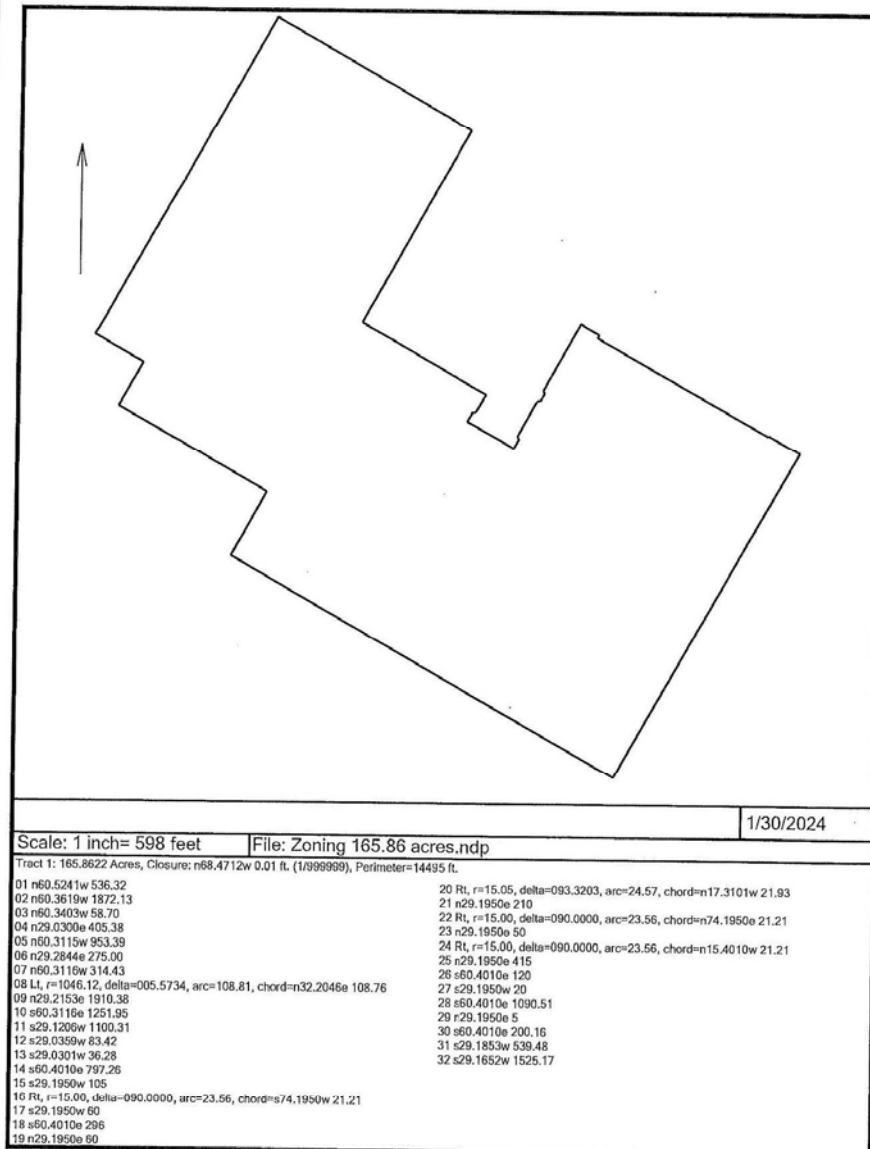 1/30/2024
Scale: 1 inch= 598 feet
File: Zoning 165.86 acres.ndp
Tract 1: 165.8622 Acres, Closure: n68.4712w 0.01 ft. (1/999999), Perimeter=14495 ft.
01 n60.5241w 536.32
02 n60.3619w 1872.13
03 n60.3403w 58.70
04 n29.0300e 405.38
05 n60.3115w 953.39
06 n29.2844e 275.00
07 n60.3116w 314.43
08 Lt, r=1046.12, delta=005.5734, arc=108.81, chord=n32.2046e 108.76
09 n29.2153e 1910.38
10 s60.3116e 1251.95
11 s29.1206w 1100.31
12 s29.0359w 83.42
13 s29.0301w 36.28
14 s60.4010e 797.26
15 s29.1950w 105
16 Rt, r=15.00, delta=090.0000, arc=23.56, chord=s74.1950w 21.21
17 s29.1950w 60
18 s60.4010e 296
19 n29.1950e 60
20 Rt, r=15.05, delta=093.3203, arc=24.57, chord=n17.3101w 21.93
21 n29.1950e 210
22 Rt, r=15.00, delta=090.0000, arc=23.56, chord=n74.1950e 21.21
23 n29.1950e 50
24 Rt, r=15.00, delta=090.0000, arc=23.56, chord=n15.4010w 21.21
25 n29.1950e 415
26 s60.4010e 120
27 s29.1950w 20
28 s60.4010e 1090.51
29 n29.1950e 5
30 s60.4010e 200.16
31 s29.1853w 539.48
32 s29.1652w 1525.17